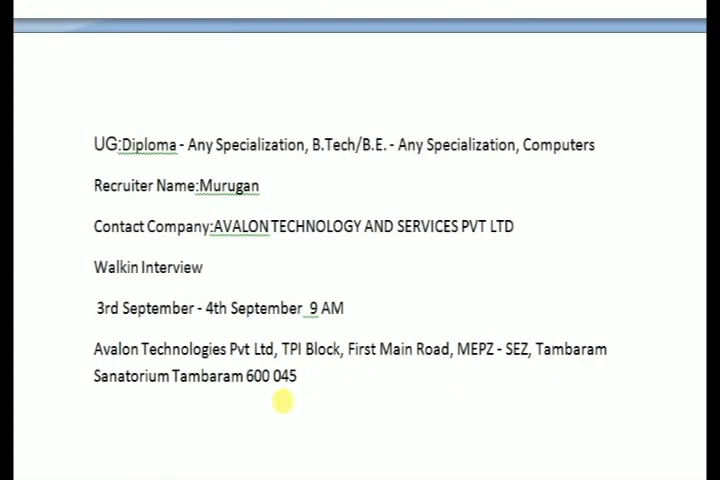 UG:Diploma - Any Specialization, B.Tech/B.E. - Any Specialization, Computers
Recruiter Name:Murugan
Contact Company:AVALON TECHNOLOGY AND SERVICES PVT LTD
Walkin Interview
3rd September - 4th September  9 AM
Avalon Technologies Pvt Ltd, TPI Block, First Main Road, MEPZ - SEZ, Tambaram
Sanatorium Tambaram 600 045